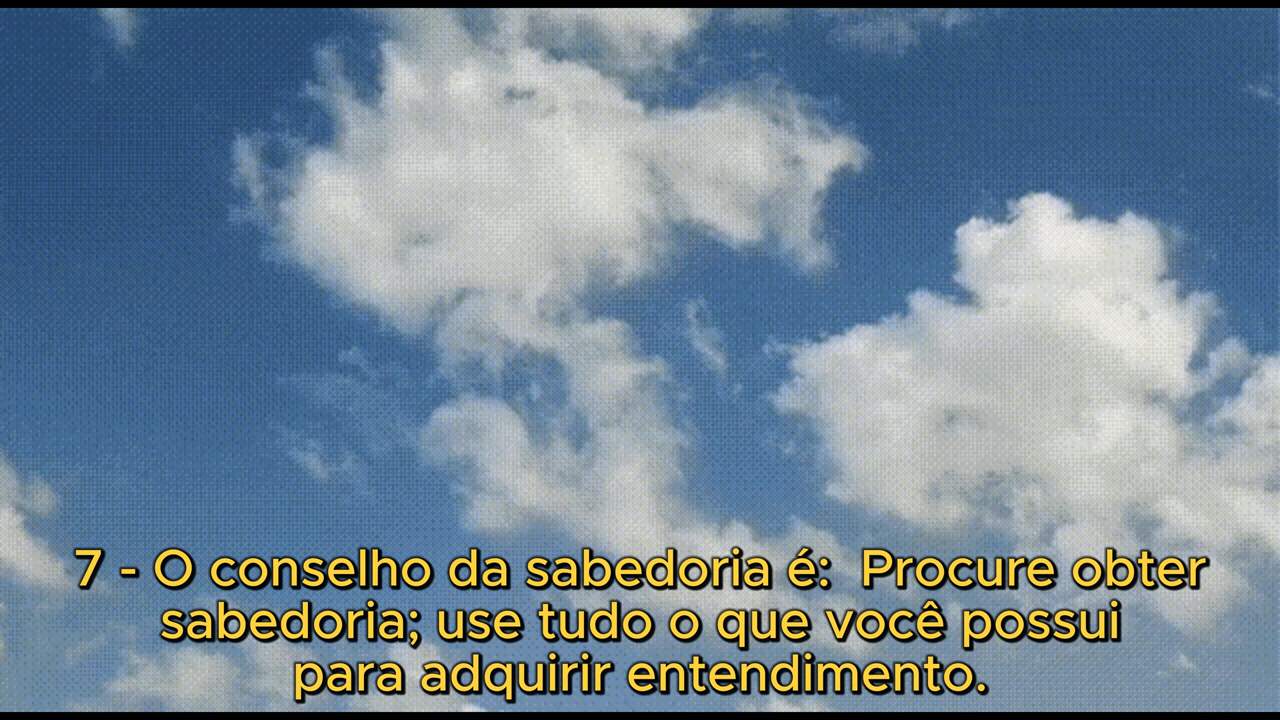 7 - O conselho da sabedoria é:  Procure obter
sabedoria; use tudo o que você possui
para adquirir entendimento.